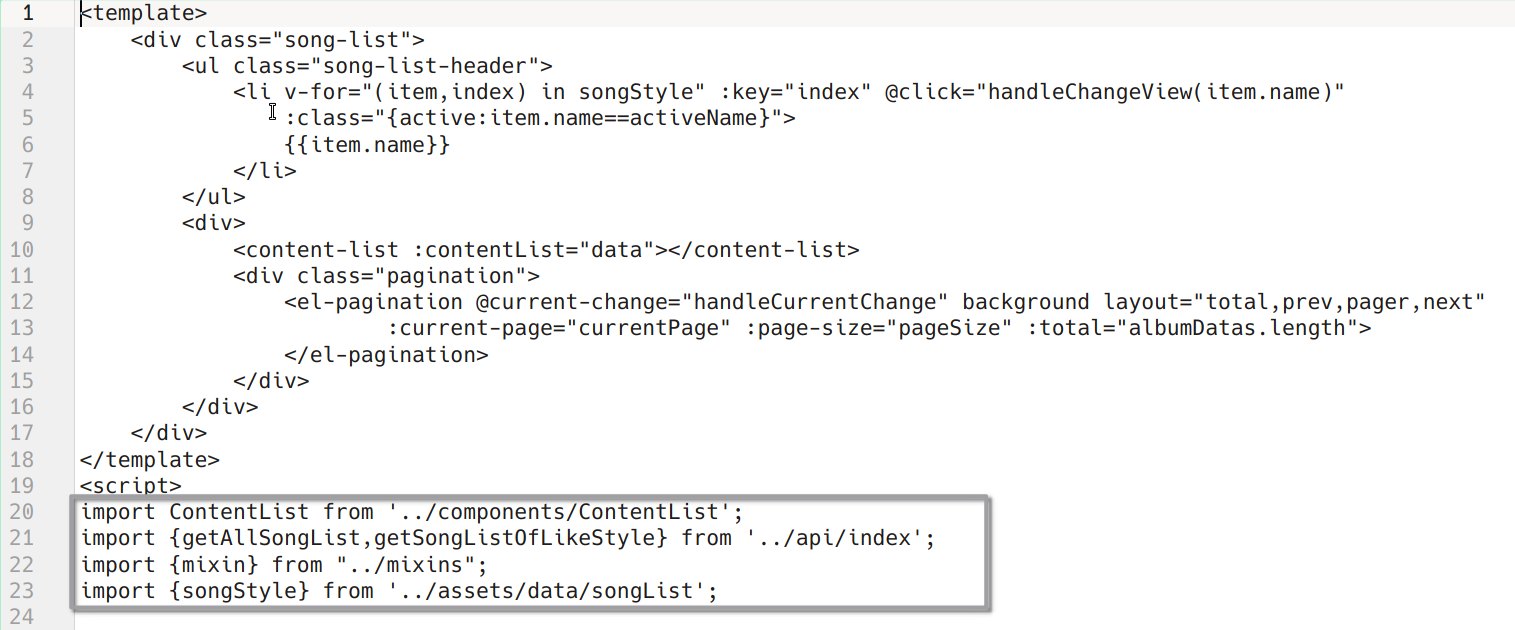 1 <template>
2     <div class="song-list">
3         <ul class="song-list-header">
4             <li v-for="(item,index) in songStyle" :key="index" @click="handleChangeView(item.name)"
5                 :class="{active:item.name==activeName}">
6                 {{item.name}}
7             </li>
8         </ul>
9         <div>
10             <content-list :contentList="data"></content-list>
11             <div class="pagination">
12                 <el-pagination @current-change="handleCurrentChange" background layout="total,prev,pager,next"
13                         :current-page="currentPage" :page-size="pageSize" :total="albumDatas.length">
14                 </el-pagination>
15             </div>
16         </div>
17     </div>
18 </template>
19 <script>
20 import ContentList from '../components/ContentList';
21 import {getAllSongList,getSongListOfLikeStyle} from '../api/index';
22 import {mixin} from "../mixins";
23 import {songStyle} from '../assets/data/songList';
24